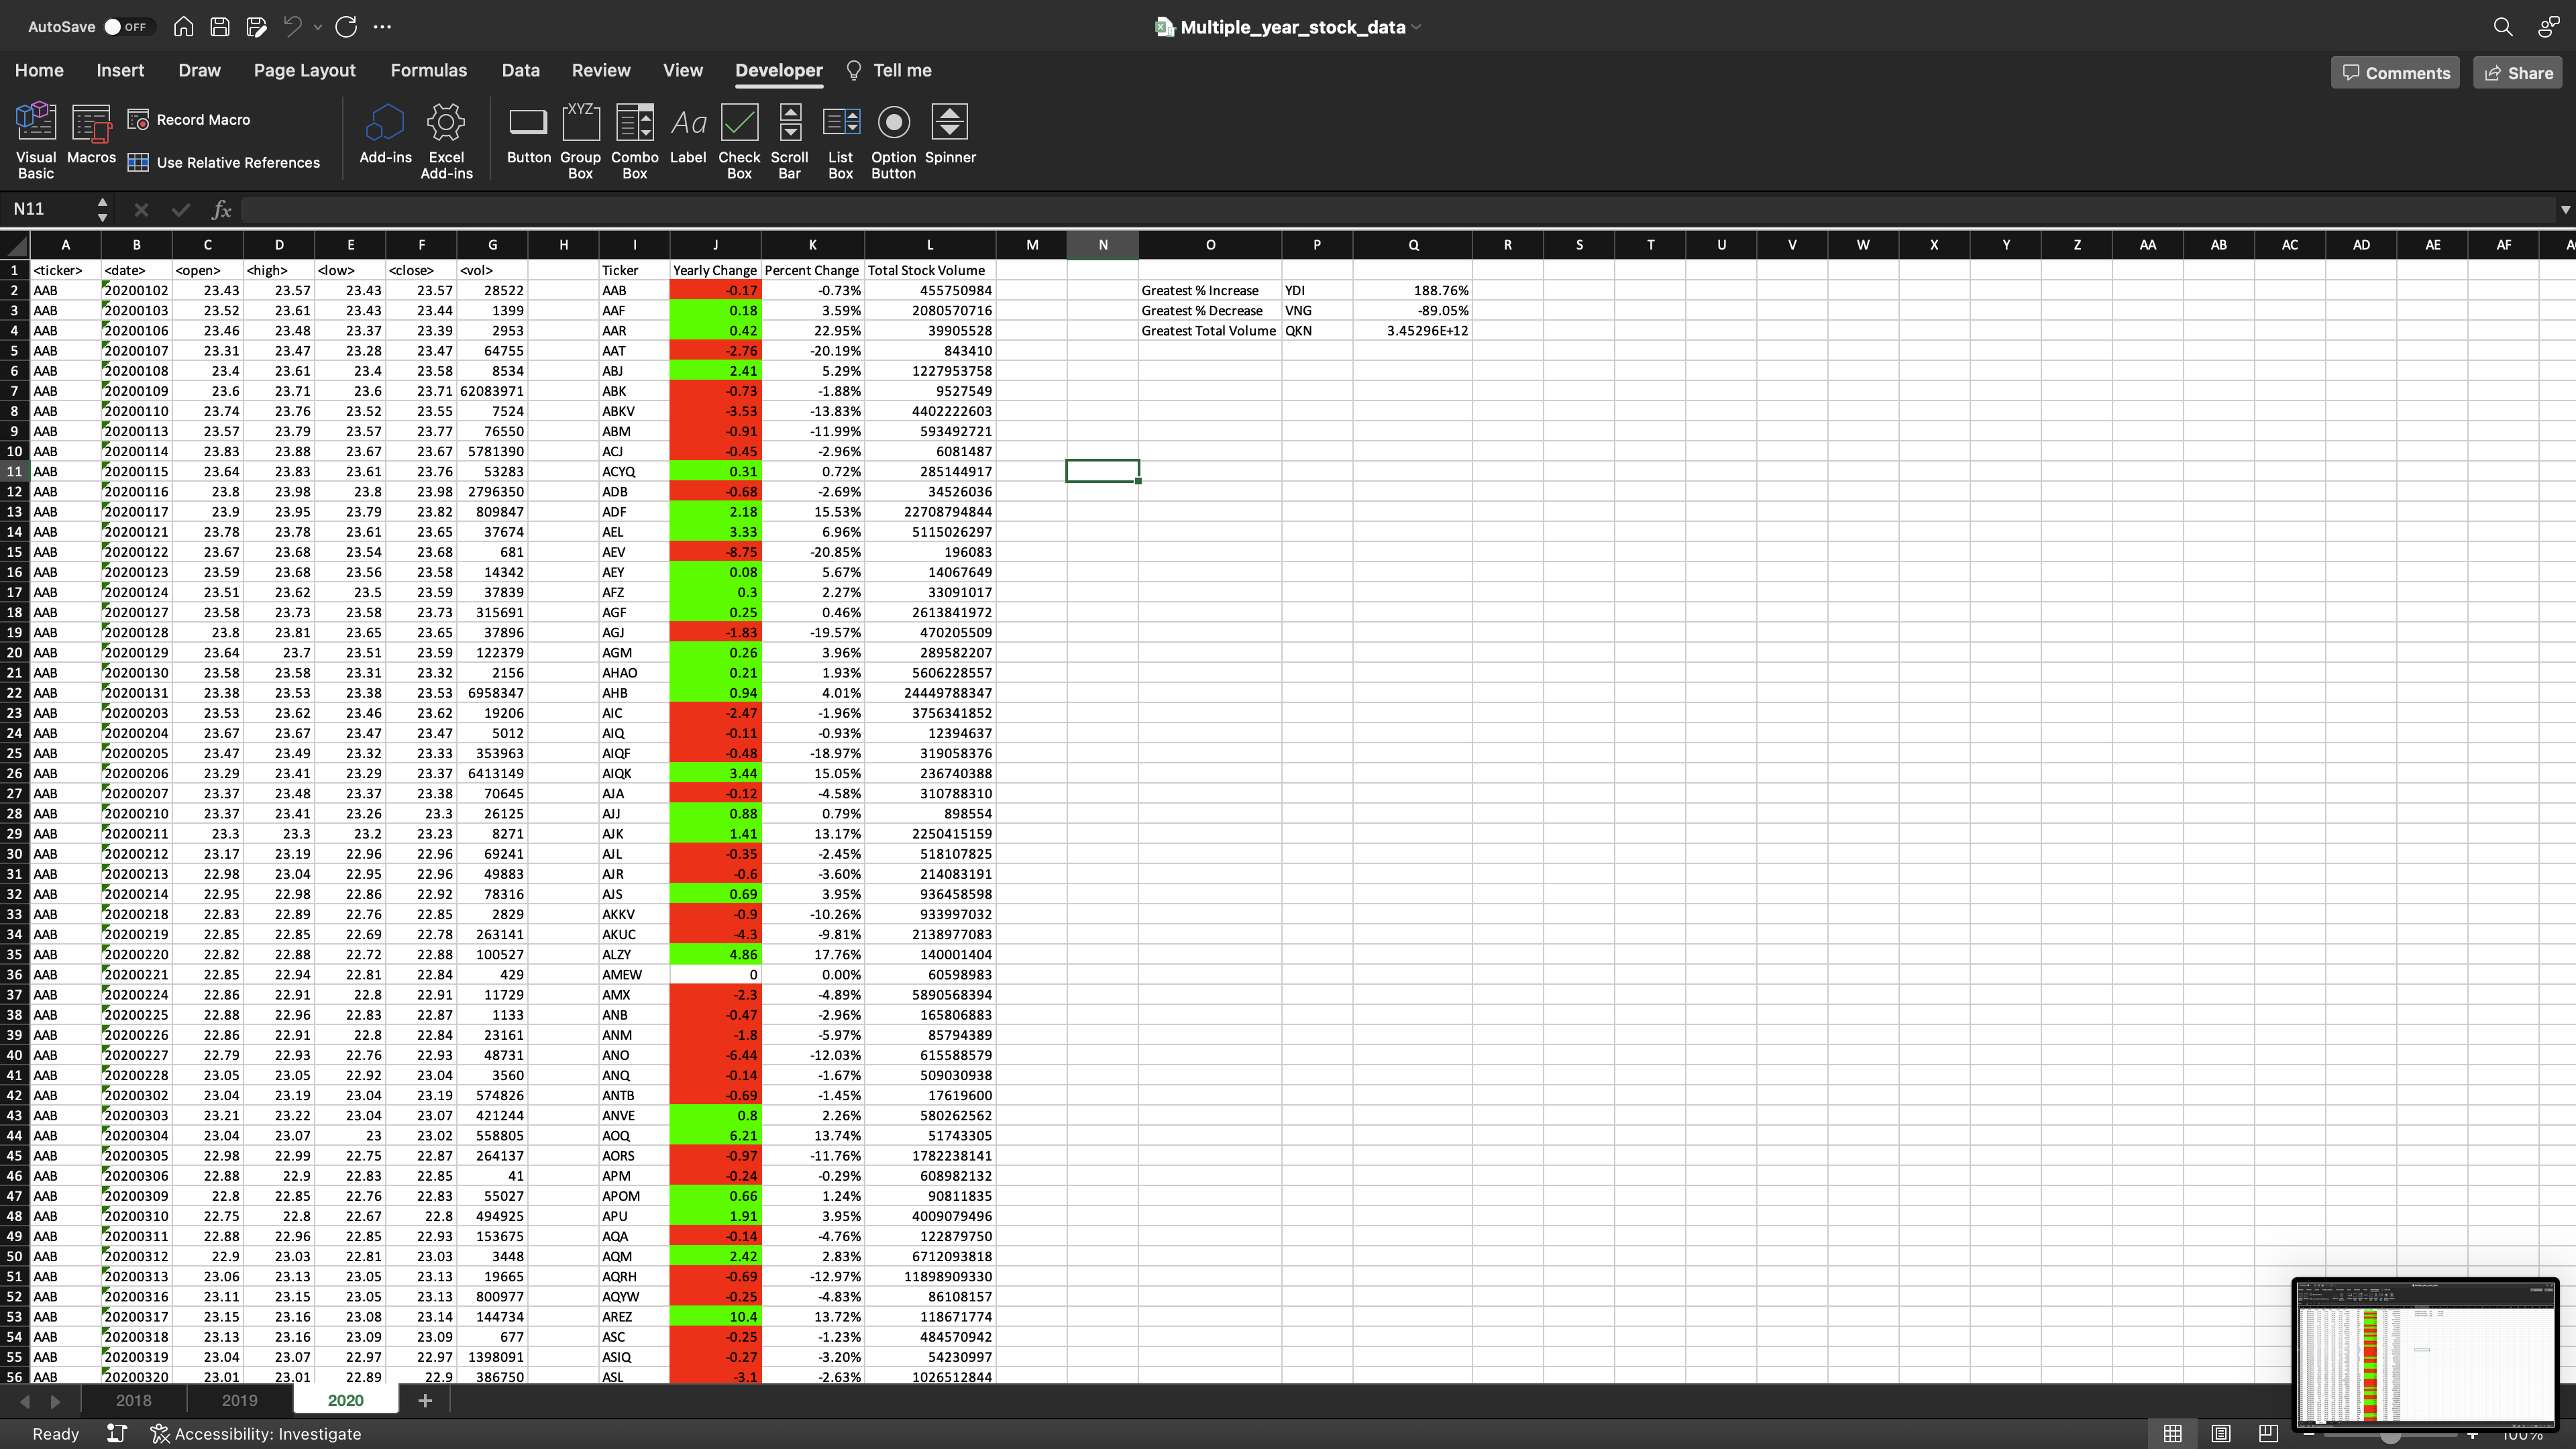 AutoSave OFF Multiple_year_stock_data
Home Insert Draw Page Layout Formulas Data Review View Developer Tell me Comments Share
Visual Basic Macros Record Macro Use Relative References Add-ins Excel Add-ins Button Group Box Combo Box Label Check Box Scroll Bar List Box Option Button Spinner
N11 fx
A B C D E F G H I J K L M N O P Q R S T U V W X Y Z AA AB AC AD AE AF
1 <ticker> <date> <open> <high> <low> <close> <vol> Ticker Yearly Change Percent Change Total Stock Volume
2 AAB 20200102 23.43 23.57 23.43 23.57 28522 AAB -0.17 -0.73% 455750984 Greatest % Increase YDI 188.76%
3 AAB 20200103 23.52 23.61 23.43 23.44 1399 AAF 0.18 3.59% 2080570716 Greatest % Decrease VNG -89.05%
4 AAB 20200106 23.46 23.48 23.37 23.39 2953 AAR 0.42 22.95% 39905528 Greatest Total Volume QKN 3.45296E+12
5 AAB 20200107 23.31 23.47 23.28 23.47 64755 AAT -2.76 -20.19% 843410
6 AAB 20200108 23.4 23.61 23.4 23.58 8534 ABJ 2.41 5.29% 1227953758
7 AAB 20200109 23.6 23.71 23.6 23.71 62083971 ABK -0.73 -1.88% 9527549
8 AAB 20200110 23.74 23.76 23.52 23.55 7524 ABKV -3.53 -13.83% 4402222603
9 AAB 20200113 23.57 23.79 23.57 23.77 76550 ABM -0.91 -11.99% 593492721
10 AAB 20200114 23.83 23.88 23.67 23.67 5781390 ACJ -0.45 -2.96% 6081487
11 AAB 20200115 23.64 23.83 23.61 23.76 53283 ACYQ 0.31 0.72% 285144917
12 AAB 20200116 23.8 23.98 23.8 23.98 2796350 ADB -0.68 -2.69% 34526036
13 AAB 20200117 23.9 23.95 23.79 23.82 809847 ADF 2.18 15.53% 22708794844
14 AAB 20200121 23.78 23.78 23.61 23.65 37674 AEL 3.33 6.96% 5115026297
15 AAB 20200122 23.67 23.68 23.54 23.68 681 AEV -8.75 -20.85% 196083
16 AAB 20200123 23.59 23.68 23.56 23.58 14342 AEY 0.08 5.67% 14067649
17 AAB 20200124 23.51 23.62 23.5 23.59 37839 AFZ 0.3 2.27% 33091017
18 AAB 20200127 23.58 23.73 23.58 23.73 315691 AGF 0.25 0.46% 2613841972
19 AAB 20200128 23.8 23.81 23.65 23.65 37896 AGJ -1.83 -19.57% 470205509
20 AAB 20200129 23.64 23.7 23.51 23.59 122379 AGM 0.26 3.96% 289582207
21 AAB 20200130 23.58 23.58 23.31 23.32 2156 AHAO 0.21 1.93% 5606228557
22 AAB 20200131 23.38 23.53 23.38 23.53 6958347 AHB 0.94 4.01% 24449788347
23 AAB 20200203 23.53 23.62 23.46 23.62 19206 AIC -2.47 -1.96% 3756341852
24 AAB 20200204 23.67 23.67 23.47 23.47 5012 AIQ -0.11 -0.93% 12394637
25 AAB 20200205 23.47 23.49 23.32 23.33 353963 AIQF -0.48 -18.97% 319058376
26 AAB 20200206 23.29 23.41 23.29 23.37 6413149 AIQK 3.44 15.05% 236740388
27 AAB 20200207 23.37 23.48 23.37 23.38 70645 AJA -0.12 -4.58% 310788310
28 AAB 20200210 23.37 23.41 23.26 23.3 26125 AJJ 0.88 0.79% 898554
29 AAB 20200211 23.3 23.3 23.2 23.23 8271 AJK 1.41 13.17% 2250415159
30 AAB 20200212 23.17 23.19 22.96 22.96 69241 AJL -0.35 -2.45% 518107825
31 AAB 20200213 22.98 23.04 22.95 22.96 49883 AJR -0.6 -3.60% 214083191
32 AAB 20200214 22.95 22.98 22.86 22.92 78316 AJS 0.69 3.95% 936458598
33 AAB 20200218 22.83 22.89 22.76 22.85 2829 AKKV -0.9 -10.26% 933997032
34 AAB 20200219 22.85 22.85 22.69 22.78 263141 AKUC -4.3 -9.81% 2138977083
35 AAB 20200220 22.82 22.88 22.72 22.88 100527 ALZY 4.86 17.76% 140001404
36 AAB 20200221 22.85 22.94 22.81 22.84 429 AMEW 0 0.00% 60598983
37 AAB 20200224 22.86 22.91 22.8 22.91 11729 AMX -2.3 -4.89% 5890568394
38 AAB 20200225 22.88 22.96 22.83 22.87 1133 ANB -0.47 -2.96% 165806883
39 AAB 20200226 22.86 22.91 22.8 22.84 23161 ANM -1.8 -5.97% 85794389
40 AAB 20200227 22.79 22.93 22.76 22.93 48731 ANO -6.44 -12.03% 615588579
41 AAB 20200228 23.05 23.05 22.92 23.04 3560 ANQ -0.14 -1.67% 509030938
42 AAB 20200302 23.04 23.19 23.04 23.19 574826 ANTB -0.69 -1.45% 17619600
43 AAB 20200303 23.21 23.22 23.04 23.07 421244 ANVE 0.8 2.26% 580262562
44 AAB 20200304 23.04 23.07 23 23.02 558805 AOQ 6.21 13.74% 51743305
45 AAB 20200305 22.98 22.99 22.75 22.87 264137 AORS -0.97 -11.76% 1782238141
46 AAB 20200306 22.88 22.9 22.83 22.85 41 APM -0.24 -0.29% 608982132
47 AAB 20200309 22.8 22.85 22.76 22.83 55027 APOM 0.66 1.24% 90811835
48 AAB 20200310 22.75 22.8 22.67 22.8 494925 APU 1.91 3.95% 4009079496
49 AAB 20200311 22.88 22.96 22.85 22.93 153675 AQA -0.14 -4.76% 122879750
50 AAB 20200312 22.9 23.03 22.81 23.03 3448 AQM 2.42 2.83% 6712093818
51 AAB 20200313 23.06 23.13 23.05 23.13 19665 AQRH -0.69 -12.97% 11898909330
52 AAB 20200316 23.11 23.15 23.05 23.13 800977 AQYW -0.25 -4.83% 86108157
53 AAB 20200317 23.15 23.16 23.08 23.14 144734 AREZ 10.4 13.72% 118671774
54 AAB 20200318 23.13 23.16 23.09 23.09 677 ASC -0.25 -1.23% 484570942
55 AAB 20200319 23.04 23.07 22.97 22.97 1398091 ASIQ -0.27 -3.20% 54230997
56 AAB 20200320 23.01 23.01 22.89 22.9 386750 ASL -3.1 -2.63% 1026512844
2018 2019 2020 +
Ready Accessibility: Investigate 100%